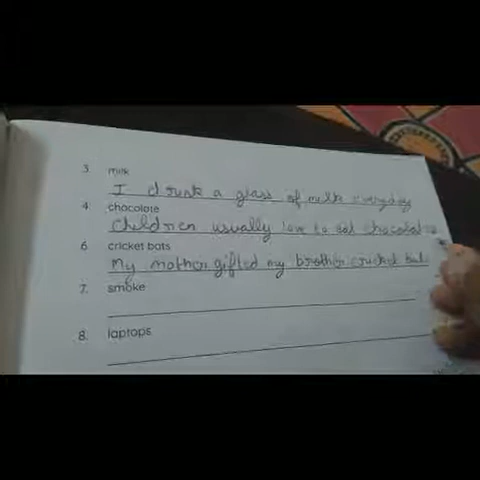 3 milk
I drink a glass of milk everyday
4. chocolate
Children usually love to eat chocolate
6 cricket bats
My mother gifted my brother cricket bat.
7. smoke
8. laptops